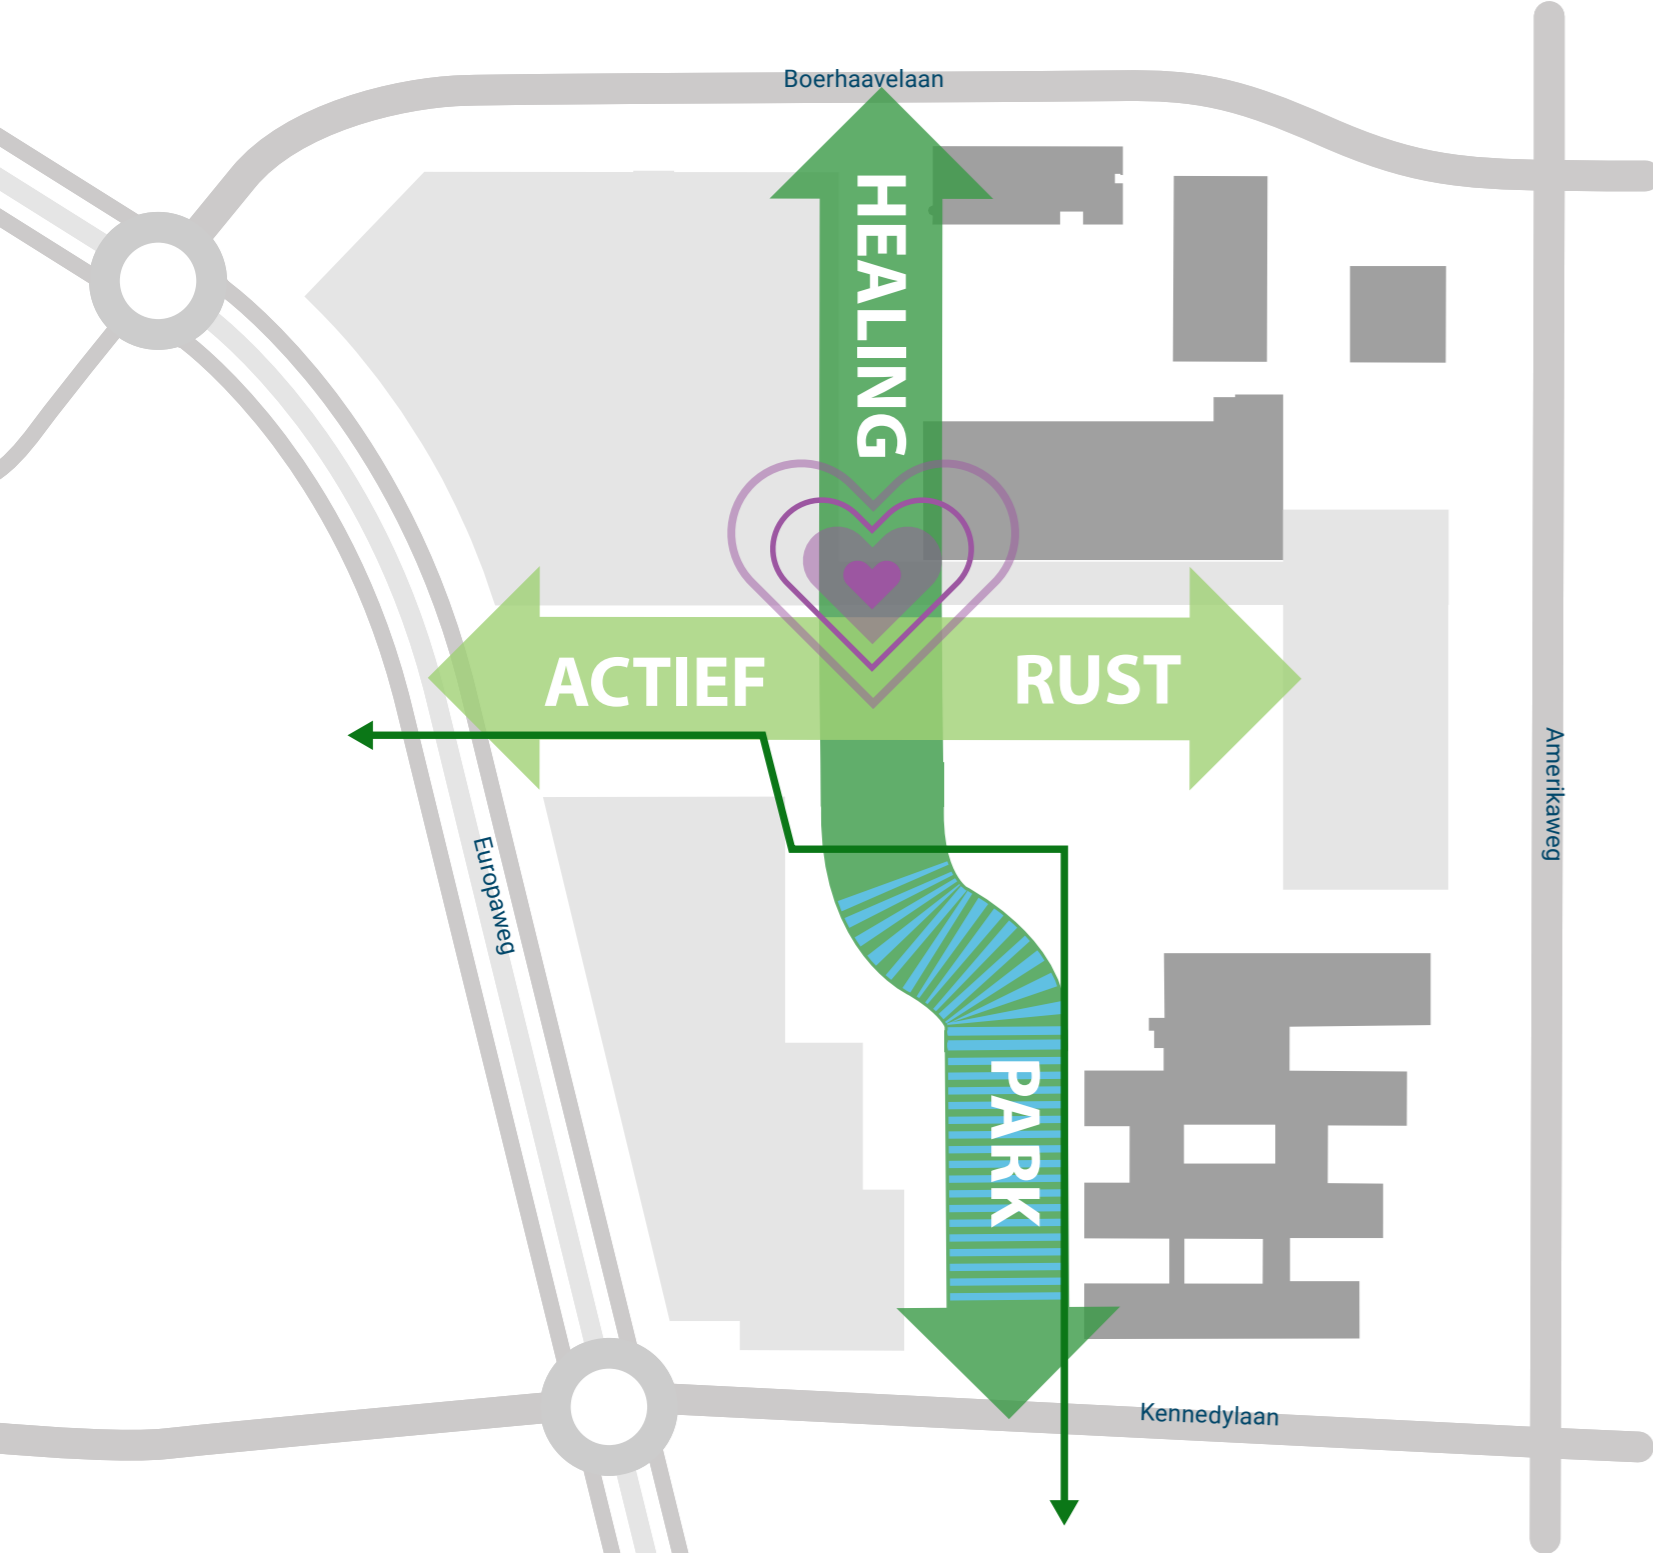 Boerhaavelaan
HEALING
ACTIEF
RUST
Amerikaweg
Europaweg
PARK
Kennedylaan